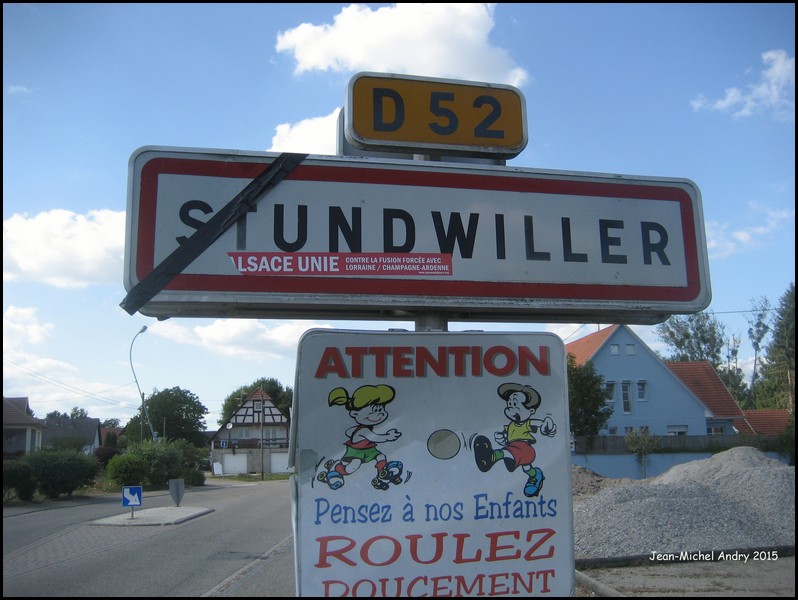 D 52
STUNDWILLER
ALSACE UNIE
CONTRE LA FUSION FORCÉE AVEC
LORRAINE / CHAMPAGNE-ARDENNE
ATTENTION
Pensez à nos Enfants
ROULEZ
DOUCEMENT
Jean-Michel Andry 2015